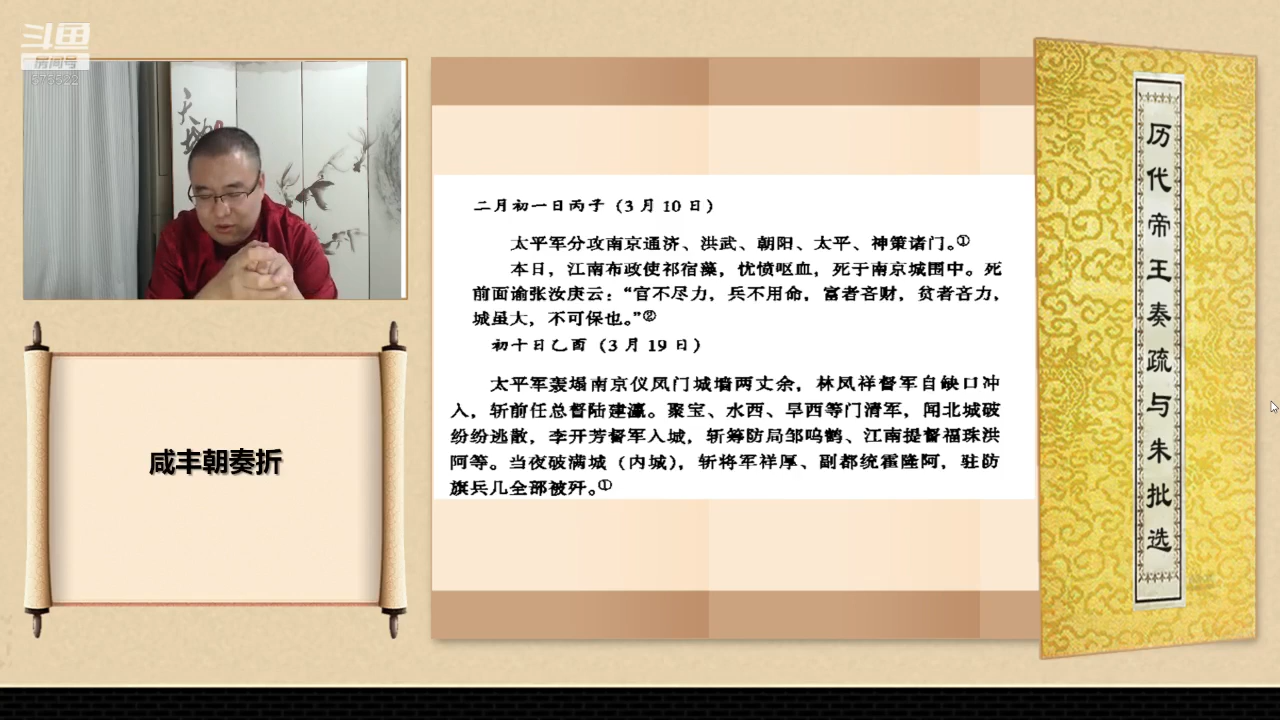 斗鱼
房间号
天
二月初一日丙子（3月10日）
太平军分攻南京通济、洪武、朝阳、太平、神策诸门。①
本日，江南布政使祁宿藻，忧愤呕血，死于南京城围中。死
前面谕张汝庚云：“官不尽力，兵不用命，富者吝财，贫者吝力，
城虽大，不可保也。”②
初十日乙酉（3月19日）
太平军轰塌南京仪凤门城墙两丈余，林凤祥督军自缺口冲
入，斩前任总督陆建瀛。聚宝、水西、旱西等门清军，闻北城破
纷纷逃散，李开芳督军入城，斩筹防局邹鸣鹤、江南提督福珠洪
阿等。当夜破满城（内城），斩将军祥厚、副都统霍隆阿，驻防
旗兵几全部被歼。①
咸丰朝奏折
历代帝王奏疏与朱批选